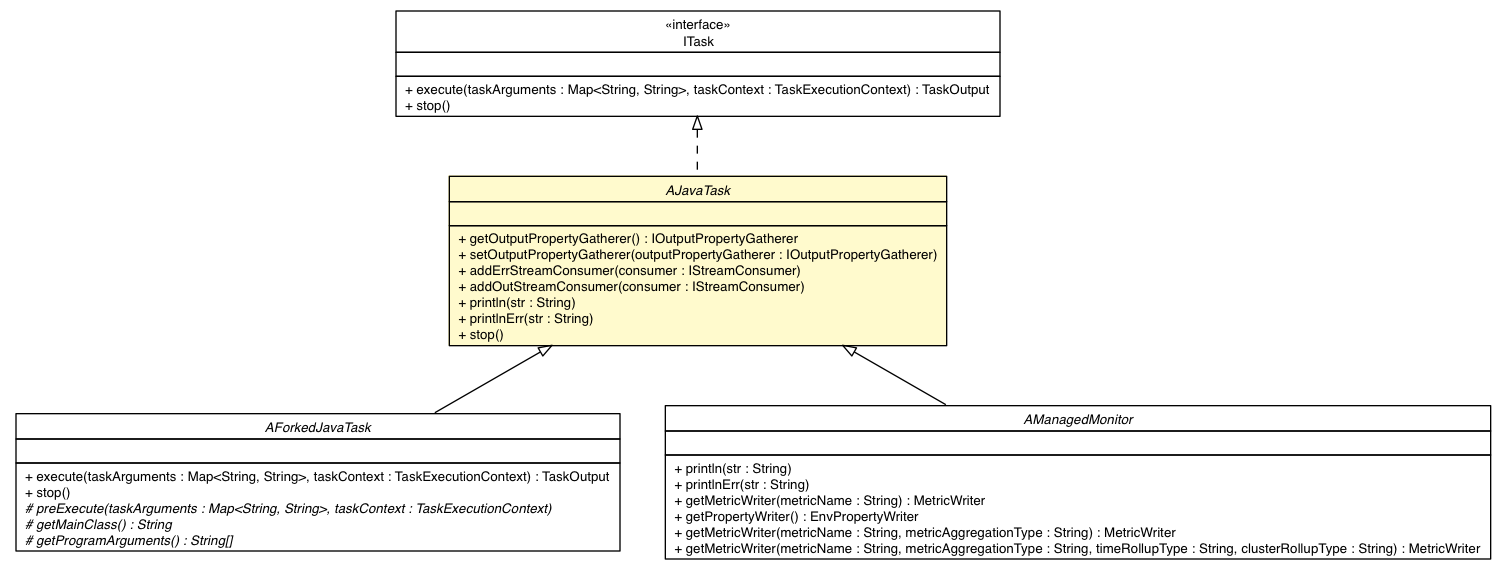 «interface»
ITask
+ execute(taskArguments : Map<String, String>, taskContext : TaskExecutionContext) : TaskOutput
+ stop()
AJavaTask
+ getOutputPropertyGatherer() : IOutputPropertyGatherer
+ setOutputPropertyGatherer(outputPropertyGatherer : IOutputPropertyGatherer)
+ addErrStreamConsumer(consumer : IStreamConsumer)
+ addOutStreamConsumer(consumer : IStreamConsumer)
+ println(str : String)
+ printlnErr(str : String)
+ stop()
AForkedJavaTask
+ execute(taskArguments : Map<String, String>, taskContext : TaskExecutionContext) : TaskOutput
+ stop()
# preExecute(taskArguments : Map<String, String>, taskContext : TaskExecutionContext)
# getMainClass() : String
# getProgramArguments() : String[]
AManagedMonitor
+ println(str : String)
+ printlnErr(str : String)
+ getMetricWriter(metricName : String) : MetricWriter
+ getPropertyWriter() : EnvPropertyWriter
+ getMetricWriter(metricName : String, metricAggregationType : String) : MetricWriter
+ getMetricWriter(metricName : String, metricAggregationType : String, timeRollupType : String, clusterRollupType : String) : MetricWriter